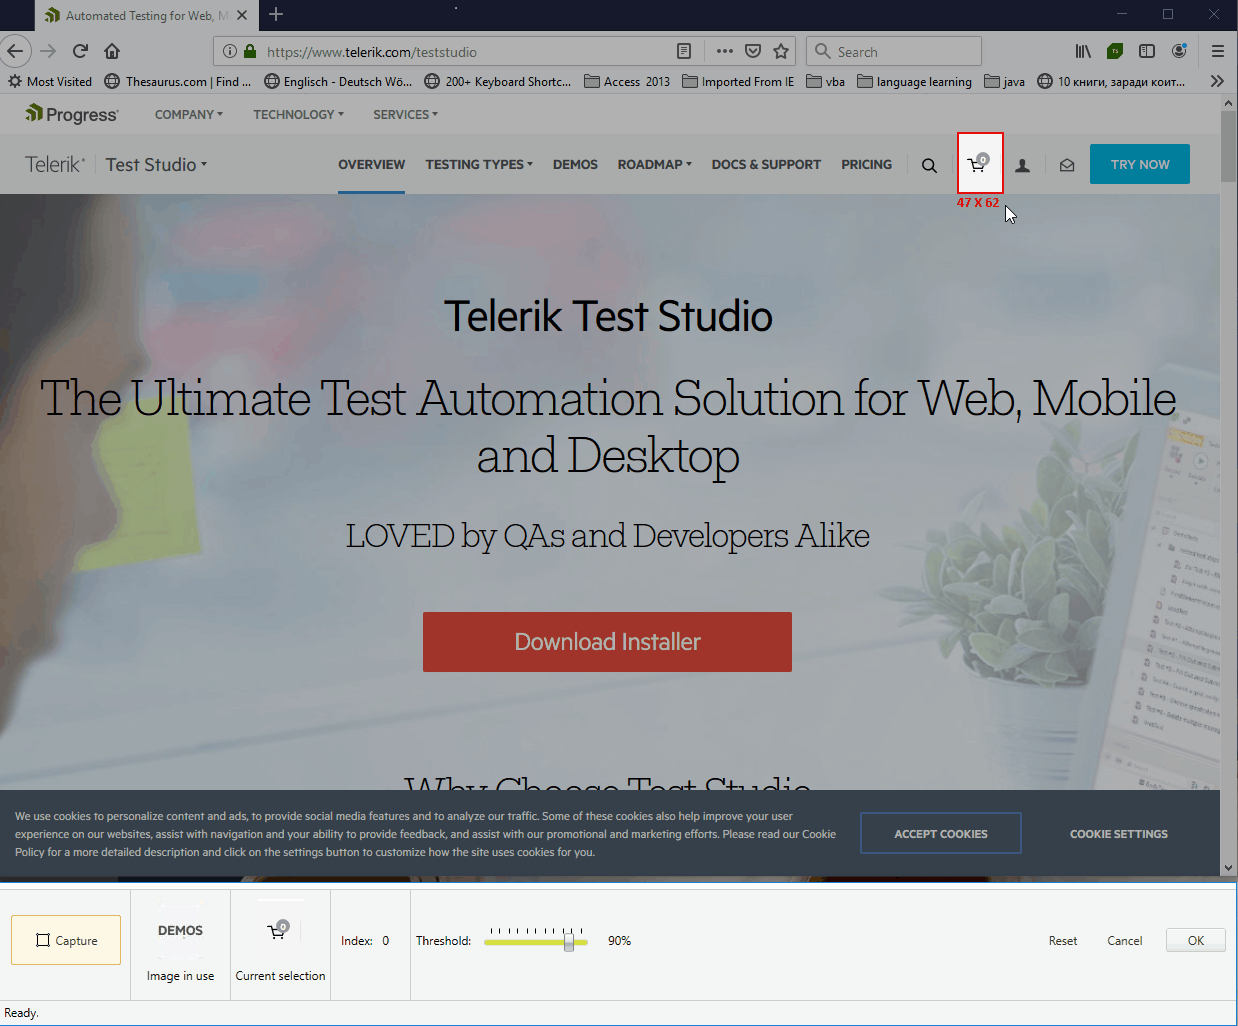 Automated Testing for Web, M
https://www.telerik.com/teststudio
Search
Most Visited Thesaurus.com | Find ... Englisch - Deutsch Wö... 200+ Keyboard Shortc... Access 2013 Imported From IE vba language learning java 10 книги, заради коит...
Progress COMPANY TECHNOLOGY SERVICES
Telerik Test Studio OVERVIEW TESTING TYPES DEMOS ROADMAP DOCS & SUPPORT PRICING 0 TRY NOW
47 X 62
Telerik Test Studio
The Ultimate Test Automation Solution for Web, Mobile
and Desktop
LOVED by QAs and Developers Alike
Download Installer
Why Choose Test Studio
We use cookies to personalize content and ads, to provide social media features and to analyze our traffic. Some of these cookies also help improve your user
experience on our websites, assist with navigation and your ability to provide feedback, and assist with our promotional and marketing efforts. Please read our Cookie
Policy for a more detailed description and click on the settings button to customize how the site uses cookies for you.
ACCEPT COOKIES COOKIE SETTINGS
Capture
DEMOS
Image in use
0
Current selection
Index: 0
Threshold: 90%
Reset Cancel OK
Ready.